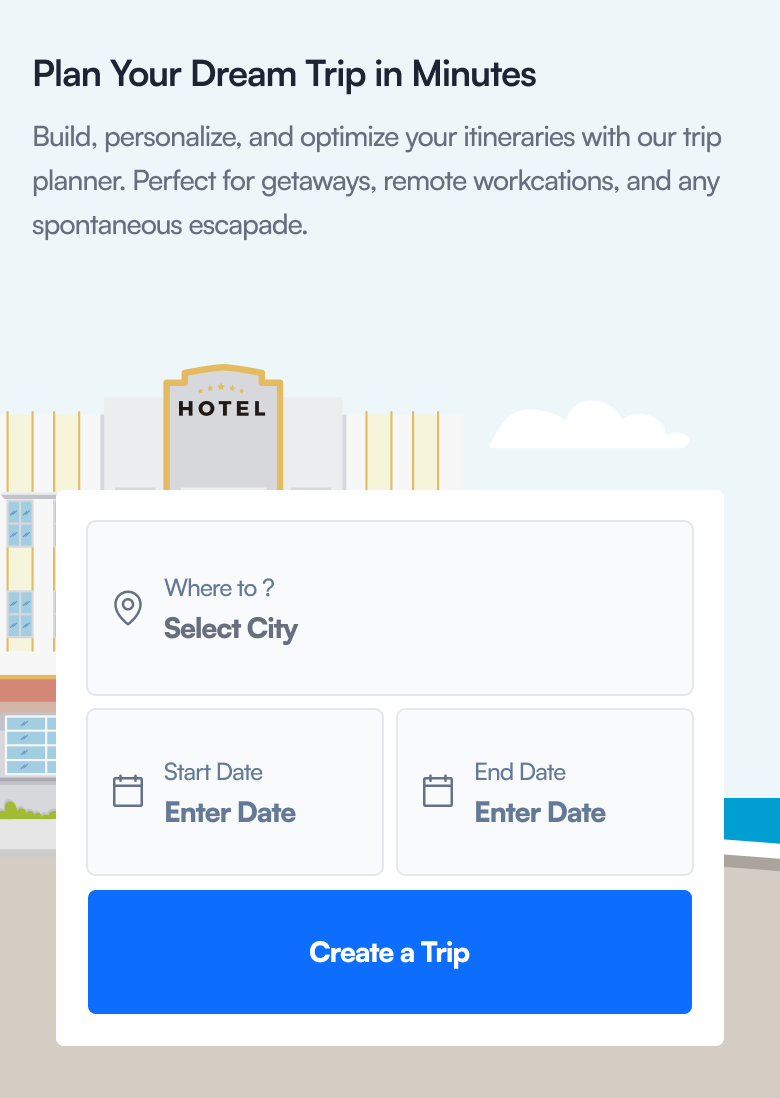 Plan Your Dream Trip in Minutes
Build, personalize, and optimize your itineraries with our trip
planner. Perfect for getaways, remote workcations, and any
spontaneous escapade.
HOTEL
Where to ?
Select City
Start Date
Enter Date
End Date
Enter Date
Create a Trip